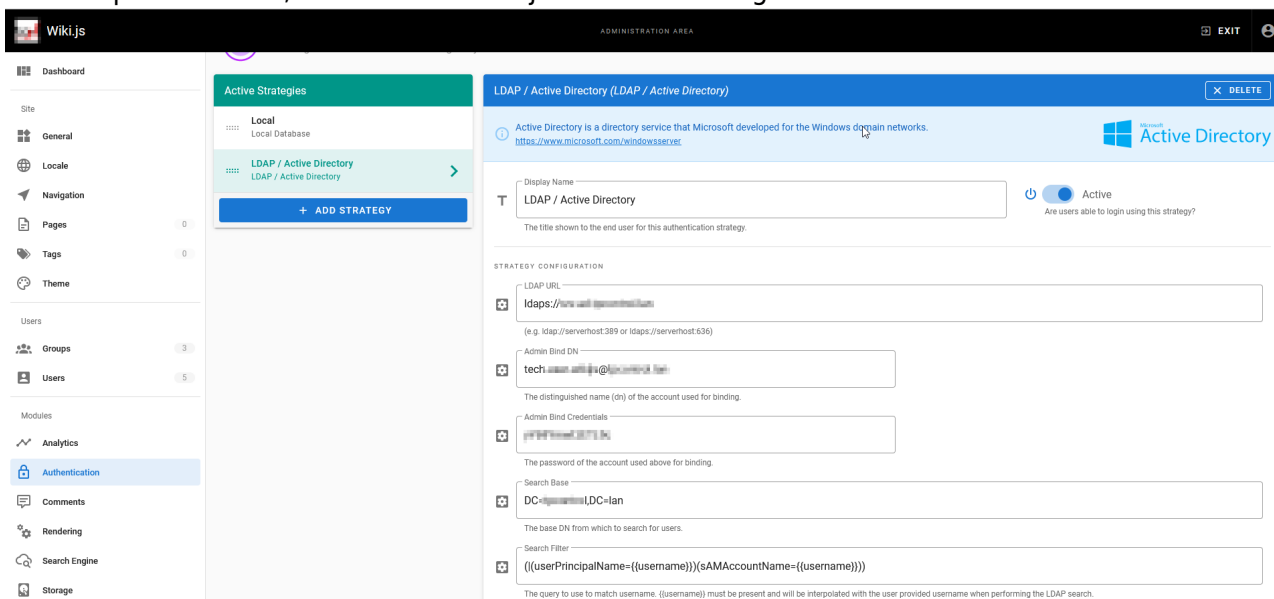 Wiki.js
ADMINISTRATION AREA
EXIT
Dashboard
Site
General
Locale
Navigation
Pages 0
Tags 0
Theme
Users
Groups 3
Users 5
Modules
Analytics
Authentication
Comments
Rendering
Search Engine
Storage
Active Strategies
Local
Local Database
LDAP / Active Directory
LDAP / Active Directory
+ ADD STRATEGY
LDAP / Active Directory (LDAP / Active Directory)
DELETE
Active Directory is a directory service that Microsoft developed for the Windows domain networks.
https://www.microsoft.com/windowsserver
Microsoft
Active Directory
Display Name
LDAP / Active Directory
The title shown to the end user for this authentication strategy.
Active
Are users able to login using this strategy?
STRATEGY CONFIGURATION
LDAP URL
ldaps://
(e.g. ldap://serverhost:389 or ldaps://serverhost:636)
Admin Bind DN
tech @
The distinguished name (dn) of the account used for binding.
Admin Bind Credentials
The password of the account used above for binding.
Search Base
DC= l,DC=lan
The base DN from which to search for users.
Search Filter
(|(userPrincipalName={{username}})(sAMAccountName={{username}}))
The query to use to match username. {{username}} must be present and will be interpolated with the user provided username when performing the LDAP search.